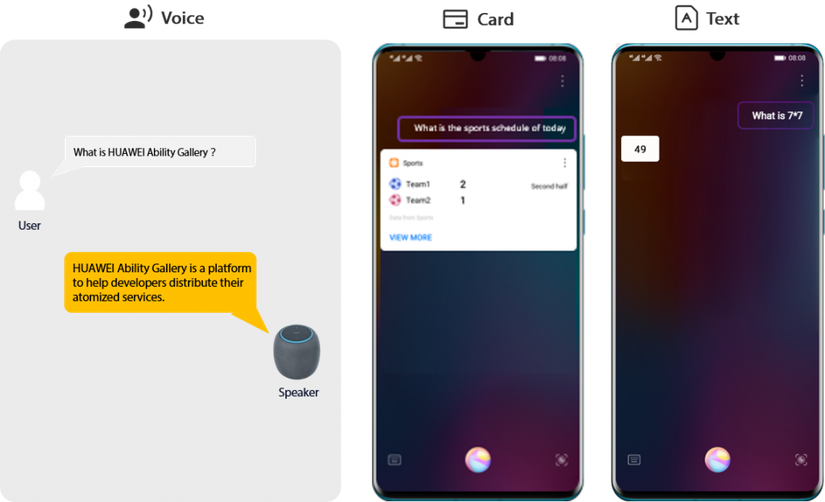 Voice
What is HUAWEI Ability Gallery ?
User
HUAWEI Ability Gallery is a platform
to help developers distribute their
atomized services.
Speaker
Card
08:08
What is the sports schedule of today
Sports
Team1 2 Second half
Team2 1
Data from Sports
VIEW MORE
A Text
08:08
What is 7*7
49